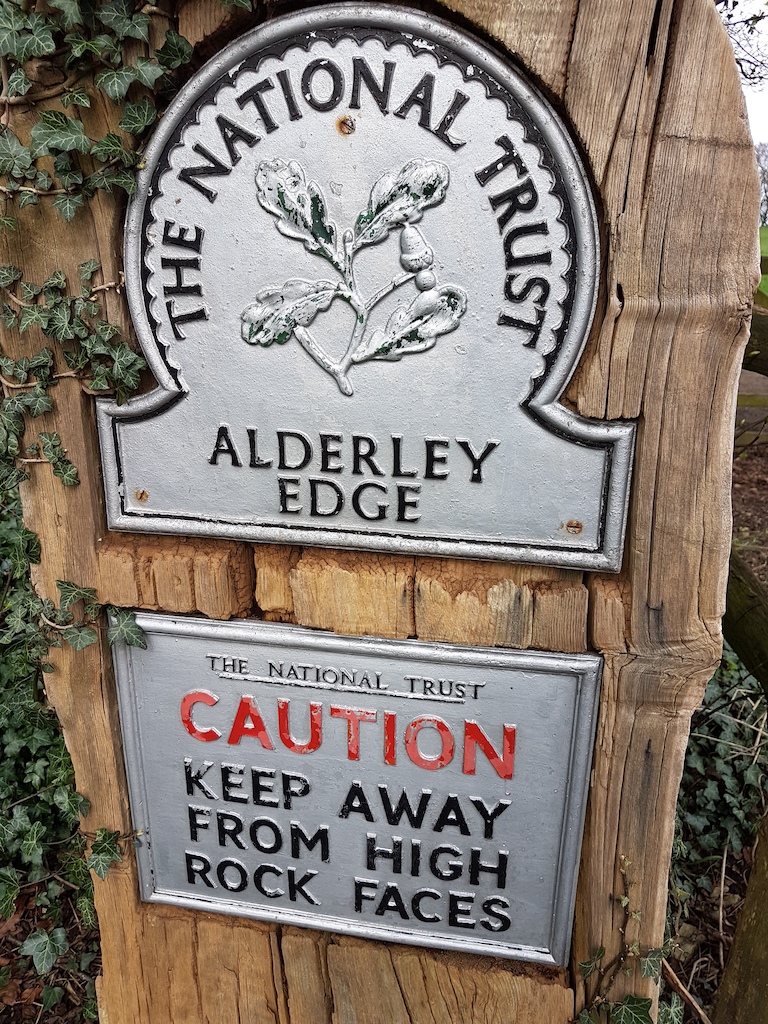 THE NATIONAL TRUST
ALDERLEY
EDGE
THE NATIONAL TRUST
CAUTION
KEEP AWAY
FROM HIGH
ROCK FACES